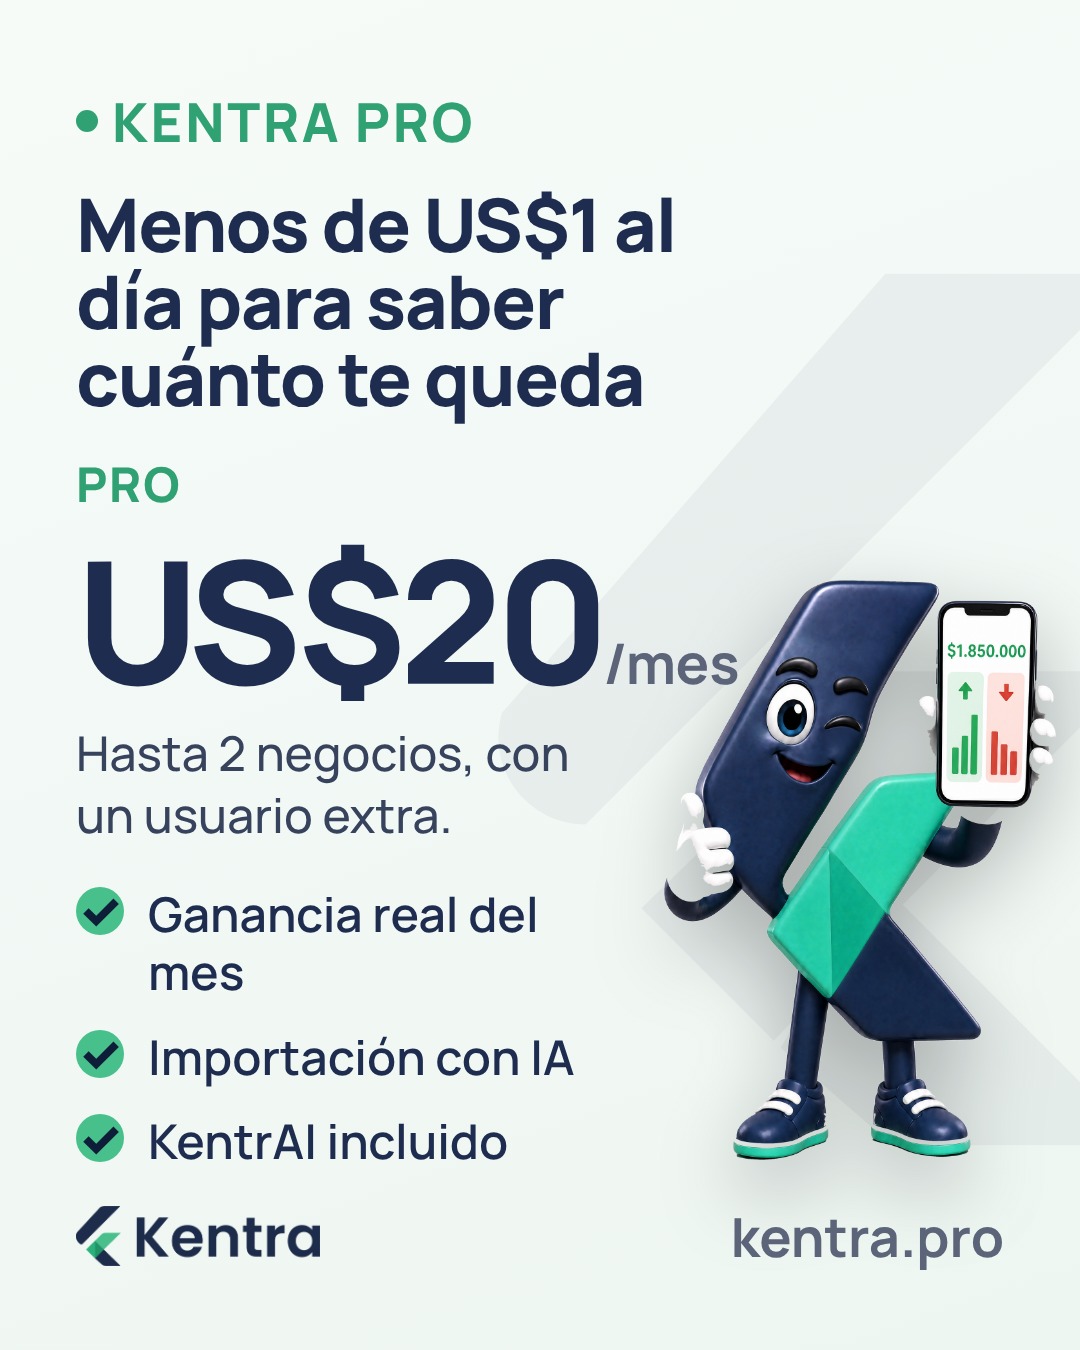 KENTRA PRO
Menos de US$1 al
día para saber
cuánto te queda
PRO
US$20/mes
Hasta 2 negocios, con
un usuario extra.
Ganancia real del
mes
Importación con IA
KentrAI incluido
$1.850.000
Kentra
kentra.pro